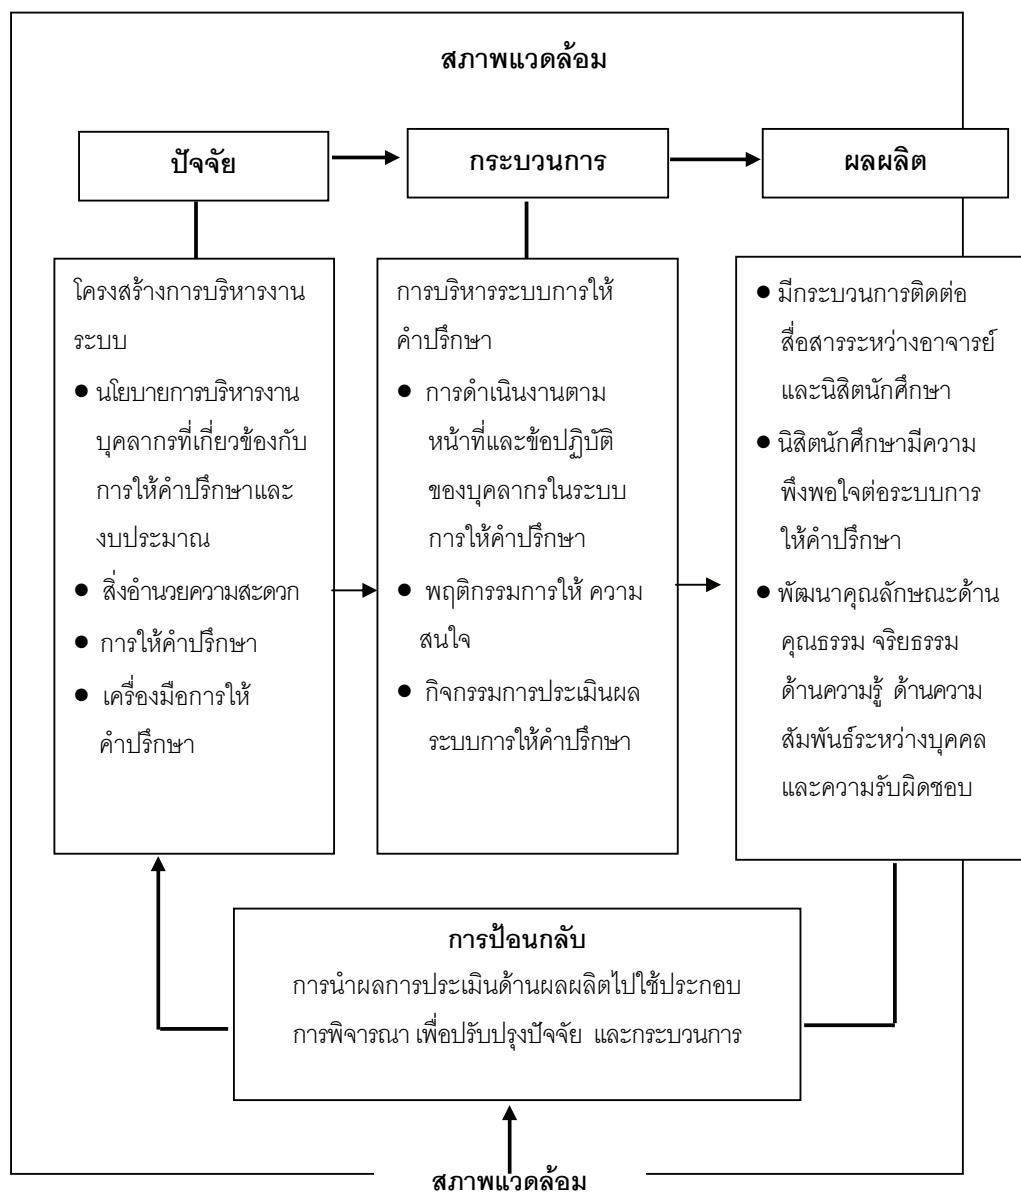 สภาพแวดล้อม
ปัจจัย
กระบวนการ
ผลผลิต
โครงสร้างการบริหารงาน
ระบบ
● นโยบายการบริหารงาน
บุคลากรที่เกี่ยวข้องกับ
การให้คำปรึกษาและ
งบประมาณ
● สิ่งอำนวยความสะดวก
● การให้คำปรึกษา
● เครื่องมือการให้
คำปรึกษา
การบริหารระบบการให้
คำปรึกษา
● การดำเนินงานตาม
หน้าที่และข้อปฏิบัติ
ของบุคลากรในระบบ
การให้คำปรึกษา
● พฤติกรรมการให้ ความ
สนใจ
● กิจกรรมการประเมินผล
ระบบการให้คำปรึกษา
● มีกระบวนการติดต่อ
สื่อสารระหว่างอาจารย์
และนิสิตนักศึกษา
● นิสิตนักศึกษามีความ
พึงพอใจต่อระบบการ
ให้คำปรึกษา
● พัฒนาคุณลักษณะด้าน
คุณธรรม จริยธรรม
ด้านความรู้ ด้านความ
สัมพันธ์ระหว่างบุคคล
และความรับผิดชอบ
การป้อนกลับ
การนำผลการประเมินด้านผลผลิตไปใช้ประกอบ
การพิจารณา เพื่อปรับปรุงปัจจัย และกระบวนการ
สภาพแวดล้อม